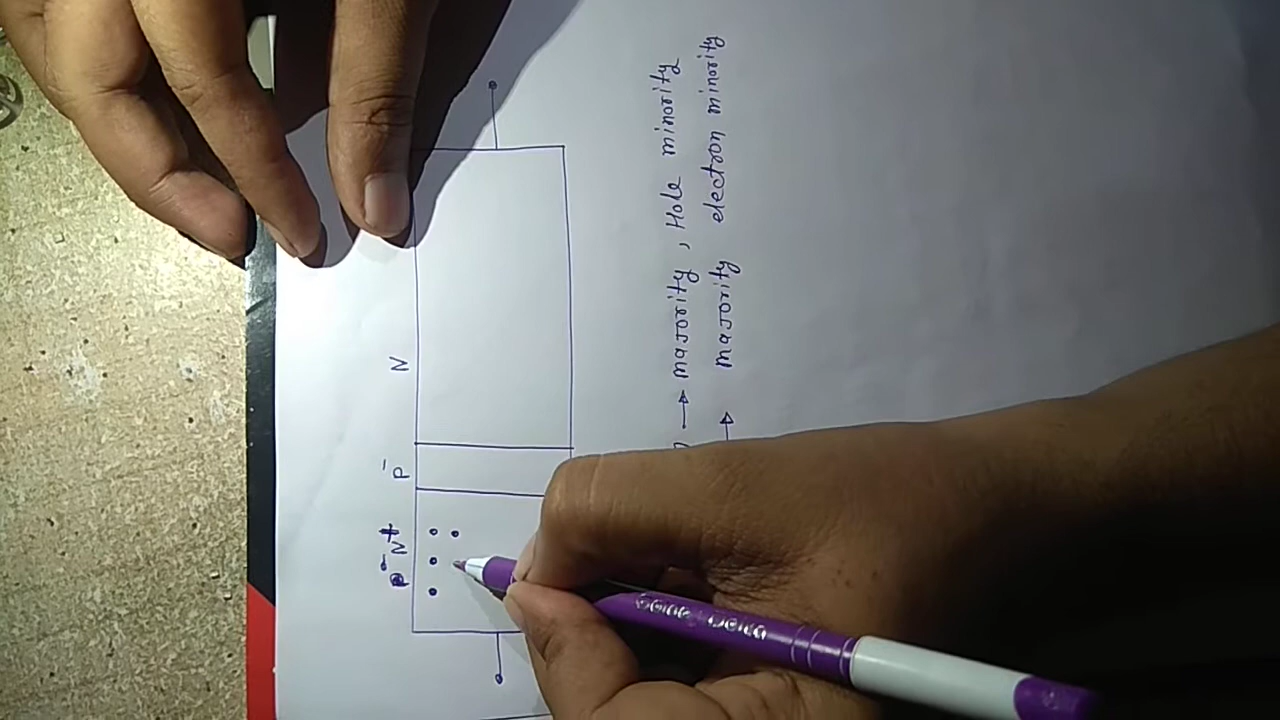 N⁺ P⁻ N
→ majority, Hole minority
→ majority electron minority